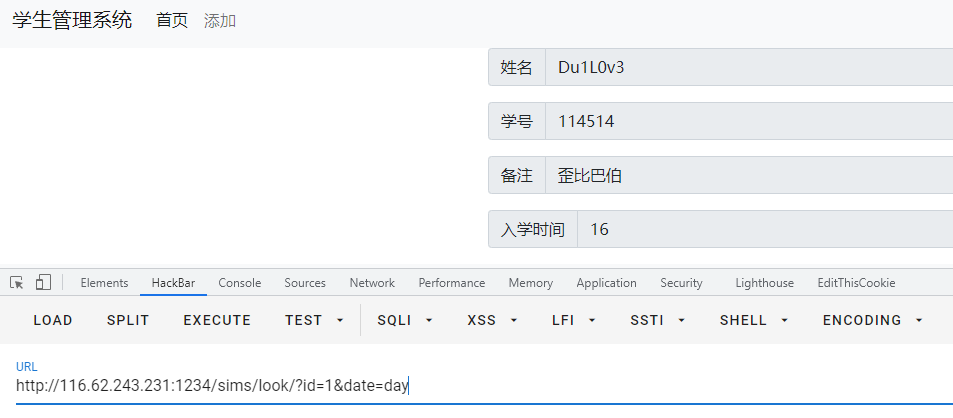 学生管理系统 首页 添加
姓名 Du1L0v3
学号 114514
备注 歪比巴伯
入学时间 16
Elements HackBar Console Sources Network Performance Memory Application Security Lighthouse EditThisCookie
LOAD SPLIT EXECUTE TEST SQLI XSS LFI SSTI SHELL ENCODING
URL
http://116.62.243.231:1234/sims/look/?id=1&date=day